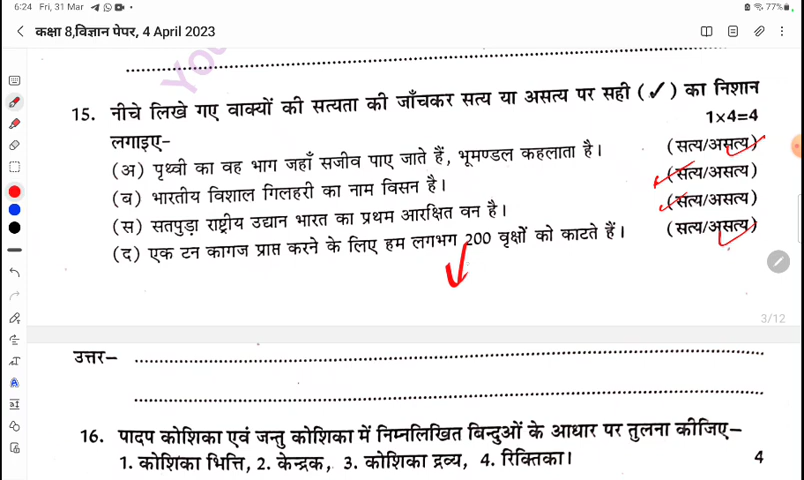 6:24 Fri, 31 Mar
77%
कक्षा 8,विज्ञान पेपर, 4 April 2023
You
15. नीचे लिखे गए वाक्यों की सत्यता की जाँचकर सत्य या असत्य पर सही (✓) का निशान
लगाइए–
1×4=4
(अ) पृथ्वी का वह भाग जहाँ सजीव पाए जाते हैं, भूमण्डल कहलाता है। (सत्य/असत्य)
(ब) भारतीय विशाल गिलहरी का नाम विसन है। (सत्य/असत्य)
(स) सतपुड़ा राष्ट्रीय उद्यान भारत का प्रथम आरक्षित वन है। (सत्य/असत्य)
(द) एक टन कागज प्राप्त करने के लिए हम लगभग 200 वृक्षों को काटते हैं। (सत्य/असत्य)
3/12
उत्तर–
16. पादप कोशिका एवं जन्तु कोशिका में निम्नलिखित बिन्दुओं के आधार पर तुलना कीजिए–
1. कोशिका भित्ति, 2. केन्द्रक, 3. कोशिका द्रव्य, 4. रिक्तिका। 4